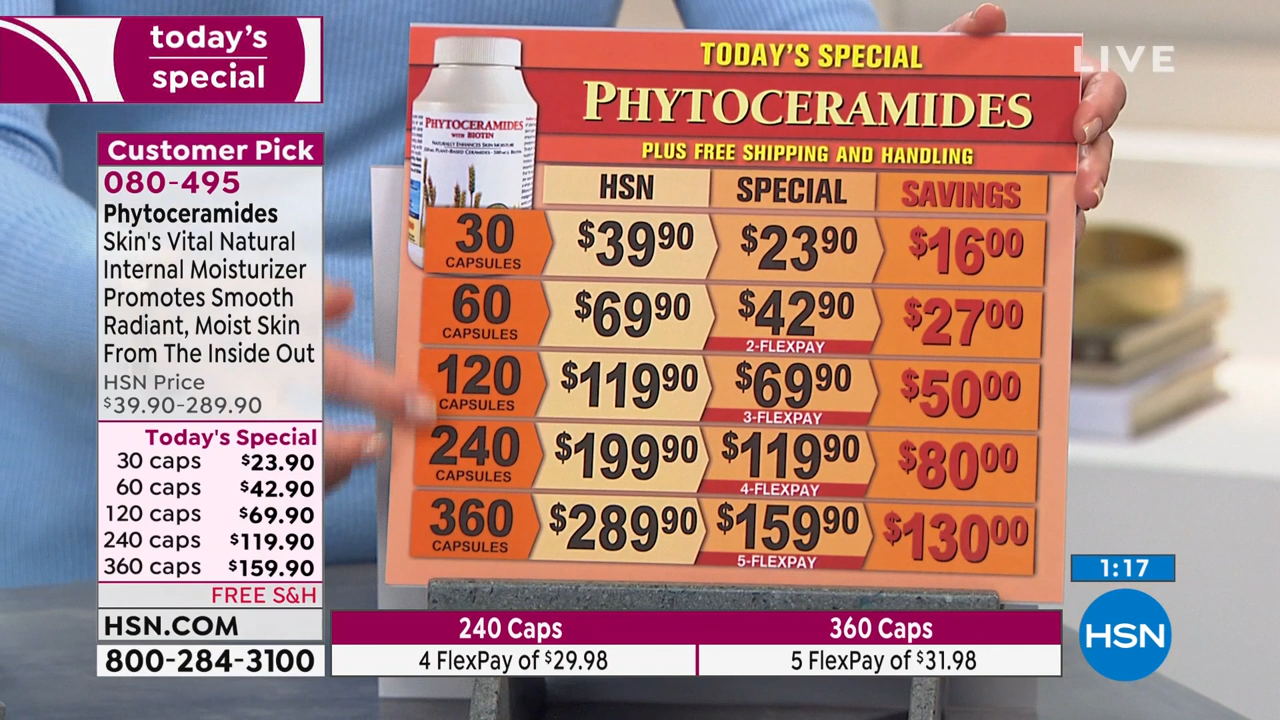 today's
special
Customer Pick
080-495
Phytoceramides
Skin's Vital Natural
Internal Moisturizer
Promotes Smooth
Radiant, Moist Skin
From The Inside Out
HSN Price
$39.90-289.90
Today's Special
30 caps $23.90
60 caps $42.90
120 caps $69.90
240 caps $119.90
360 caps $159.90
FREE S&H
HSN.COM
800-284-3100
LIVE
TODAY'S SPECIAL
PHYTOCERAMIDES
PLUS FREE SHIPPING AND HANDLING
PHYTOCERAMIDES
WITH BIOTIN
NATURALLY ENHANCES SKIN MOISTURE
HSN SPECIAL SAVINGS
30 CAPSULES $39.90 $23.90 $16.00
60 CAPSULES $69.90 $42.90 $27.00
2-FLEXPAY
120 CAPSULES $119.90 $69.90 $50.00
3-FLEXPAY
240 CAPSULES $199.90 $119.90 $80.00
4-FLEXPAY
360 CAPSULES $289.90 $159.90 $130.00
5-FLEXPAY
1:17
HSN
240 Caps 360 Caps
4 FlexPay of $29.98 5 FlexPay of $31.98